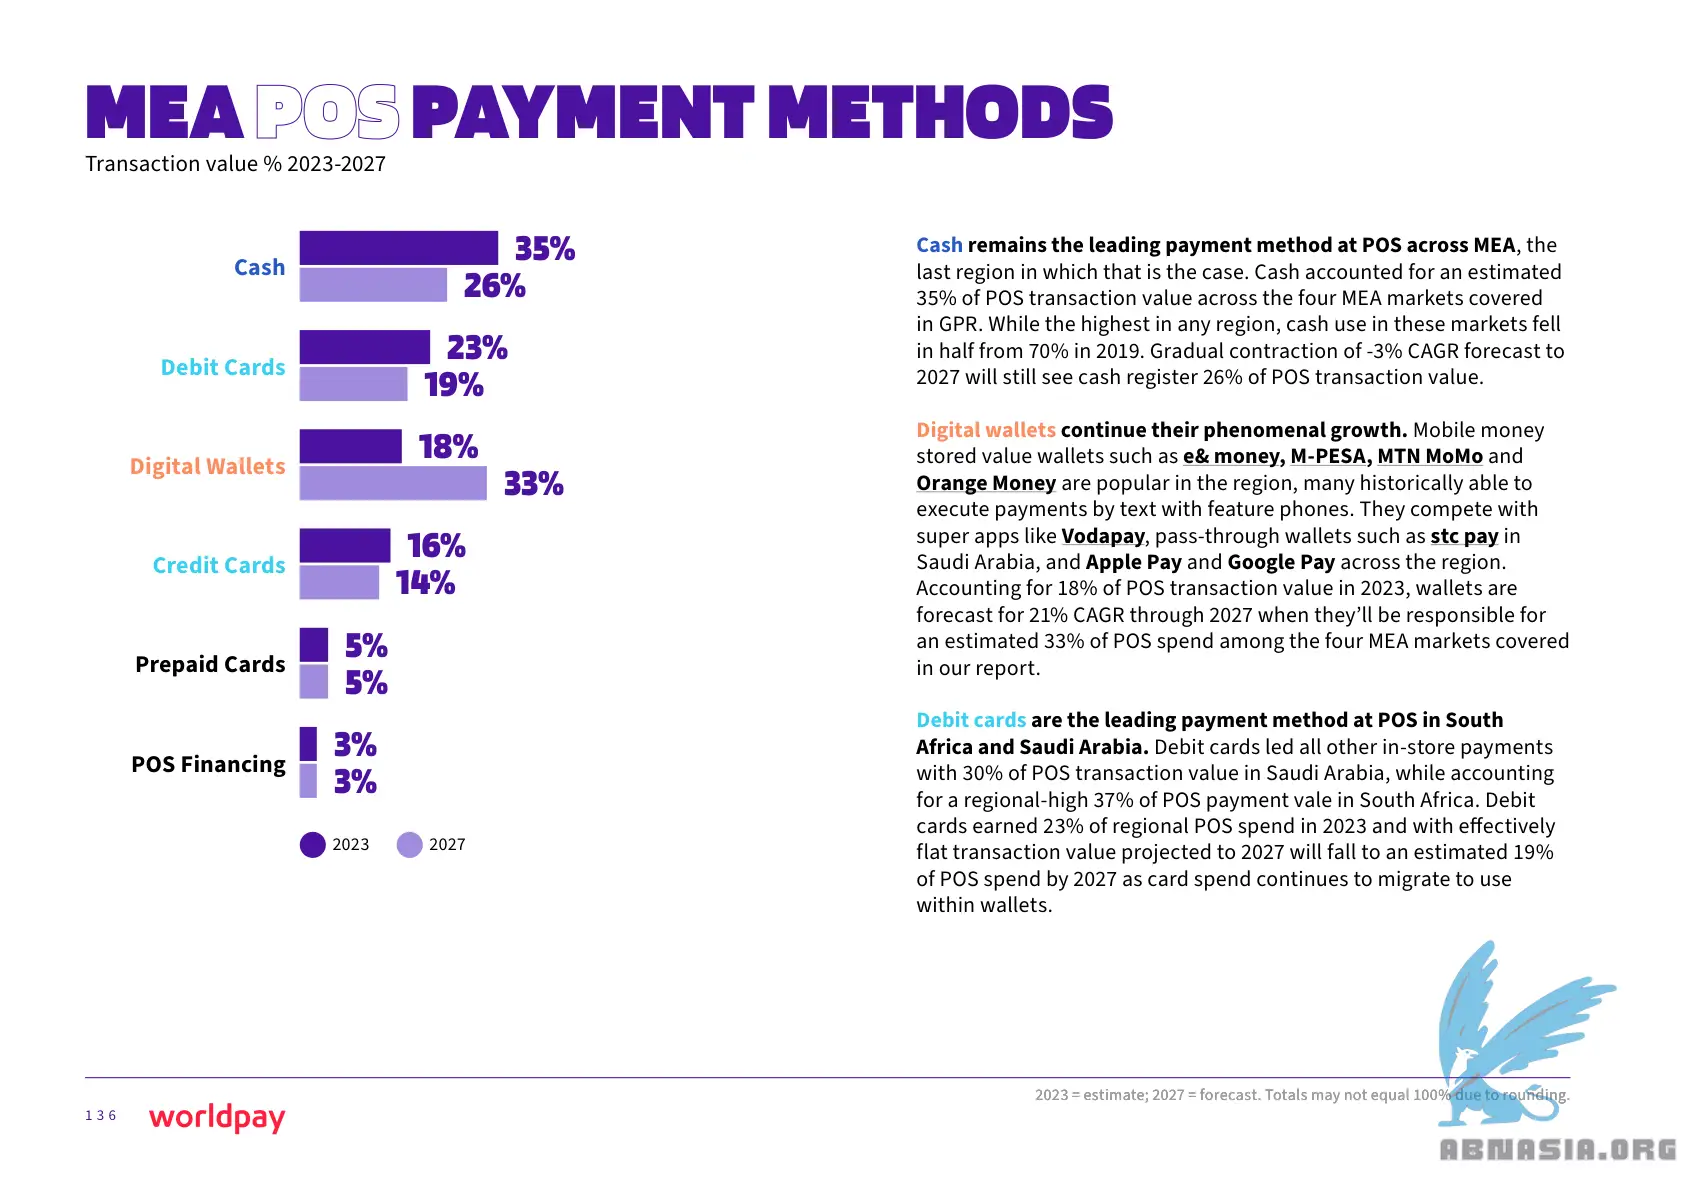 MEA POS PAYMENT METHODS
Transaction value % 2023-2027
Cash
35%
26%
Debit Cards
23%
19%
Digital Wallets
18%
33%
Credit Cards
16%
14%
Prepaid Cards
5%
5%
POS Financing
3%
3%
2023
2027
Cash remains the leading payment method at POS across MEA, the
last region in which that is the case. Cash accounted for an estimated
35% of POS transaction value across the four MEA markets covered
in GPR. While the highest in any region, cash use in these markets fell
in half from 70% in 2019. Gradual contraction of -3% CAGR forecast to
2027 will still see cash register 26% of POS transaction value.
Digital wallets continue their phenomenal growth. Mobile money
stored value wallets such as e& money, M-PESA, MTN MoMo and
Orange Money are popular in the region, many historically able to
execute payments by text with feature phones. They compete with
super apps like Vodapay, pass-through wallets such as stc pay in
Saudi Arabia, and Apple Pay and Google Pay across the region.
Accounting for 18% of POS transaction value in 2023, wallets are
forecast for 21% CAGR through 2027 when they’ll be responsible for
an estimated 33% of POS spend among the four MEA markets covered
in our report.
Debit cards are the leading payment method at POS in South
Africa and Saudi Arabia. Debit cards led all other in-store payments
with 30% of POS transaction value in Saudi Arabia, while accounting
for a regional-high 37% of POS payment vale in South Africa. Debit
cards earned 23% of regional POS spend in 2023 and with effectively
flat transaction value projected to 2027 will fall to an estimated 19%
of POS spend by 2027 as card spend continues to migrate to use
within wallets.
2023 = estimate; 2027 = forecast. Totals may not equal 100% due to rounding.
136 worldpay
ABNASIA.ORG